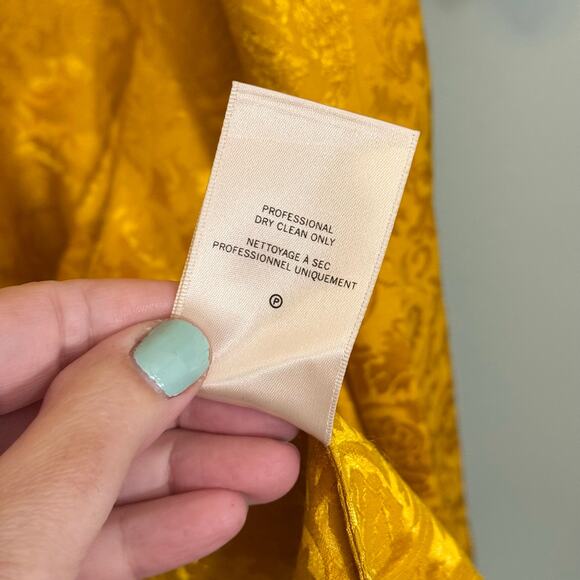 PROFESSIONAL
DRY CLEAN ONLY
NETTOYAGE À SEC
PROFESSIONNEL UNIQUEMENT
P